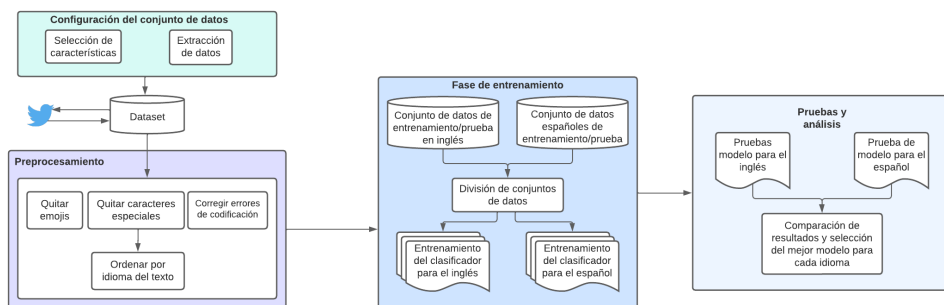 Configuración del conjunto de datos
Selección de
características
Extracción
de datos
Dataset
Preprocesamiento
Quitar
emojis
Quitar caracteres
especiales
Corregir errores
de codificación
Ordenar por
idioma del texto
Fase de entrenamiento
Conjunto de datos de
entrenamiento/prueba
en inglés
Conjunto de datos
españoles de
entrenamiento/prueba
División de conjuntos
de datos
Entrenamiento
del clasificador
para el inglés
Entrenamiento
del clasificador
para el español
Pruebas y
análisis
Pruebas
modelo para el
inglés
Prueba de
modelo para el
español
Comparación de
resultados y selección
del mejor modelo para
cada idioma